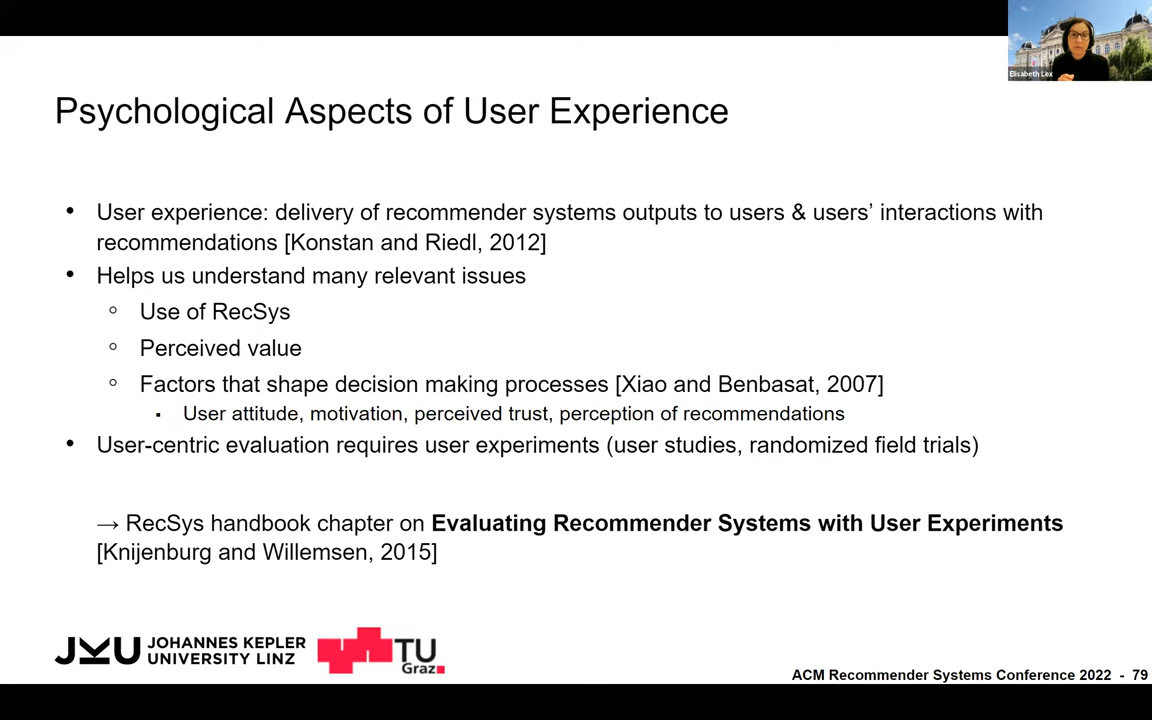 Elisabeth Lex
Psychological Aspects of User Experience
• User experience: delivery of recommender systems outputs to users & users’ interactions with
recommendations [Konstan and Riedl, 2012]
• Helps us understand many relevant issues
○ Use of RecSys
○ Perceived value
○ Factors that shape decision making processes [Xiao and Benbasat, 2007]
▪ User attitude, motivation, perceived trust, perception of recommendations
• User-centric evaluation requires user experiments (user studies, randomized field trials)
→ RecSys handbook chapter on Evaluating Recommender Systems with User Experiments
[Knijenburg and Willemsen, 2015]
JKU JOHANNES KEPLER
UNIVERSITY LINZ
TU
Graz
ACM Recommender Systems Conference 2022 - 79